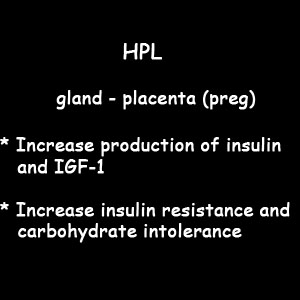 HPL
gland - placenta (preg)
* Increase production of insulin
and IGF-1
* Increase insulin resistance and
carbohydrate intolerance